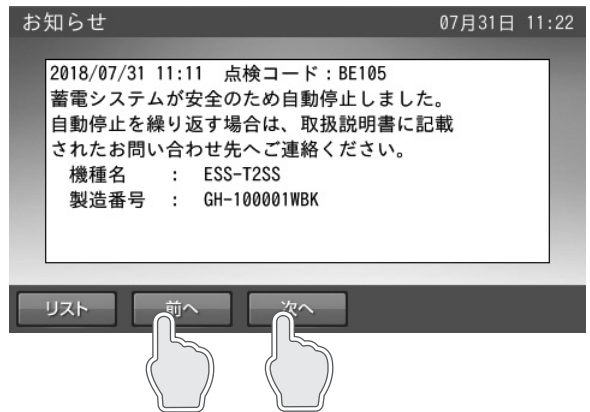 お知らせ 07月31日 11:22
2018/07/31 11:11 点検コード：BE105
蓄電システムが安全のため自動停止しました。
自動停止を繰り返す場合は、取扱説明書に記載
されたお問い合わせ先へご連絡ください。
機種名 ： ESS-T2SS
製造番号 ： GH-100001WBK
リスト 前へ 次へ